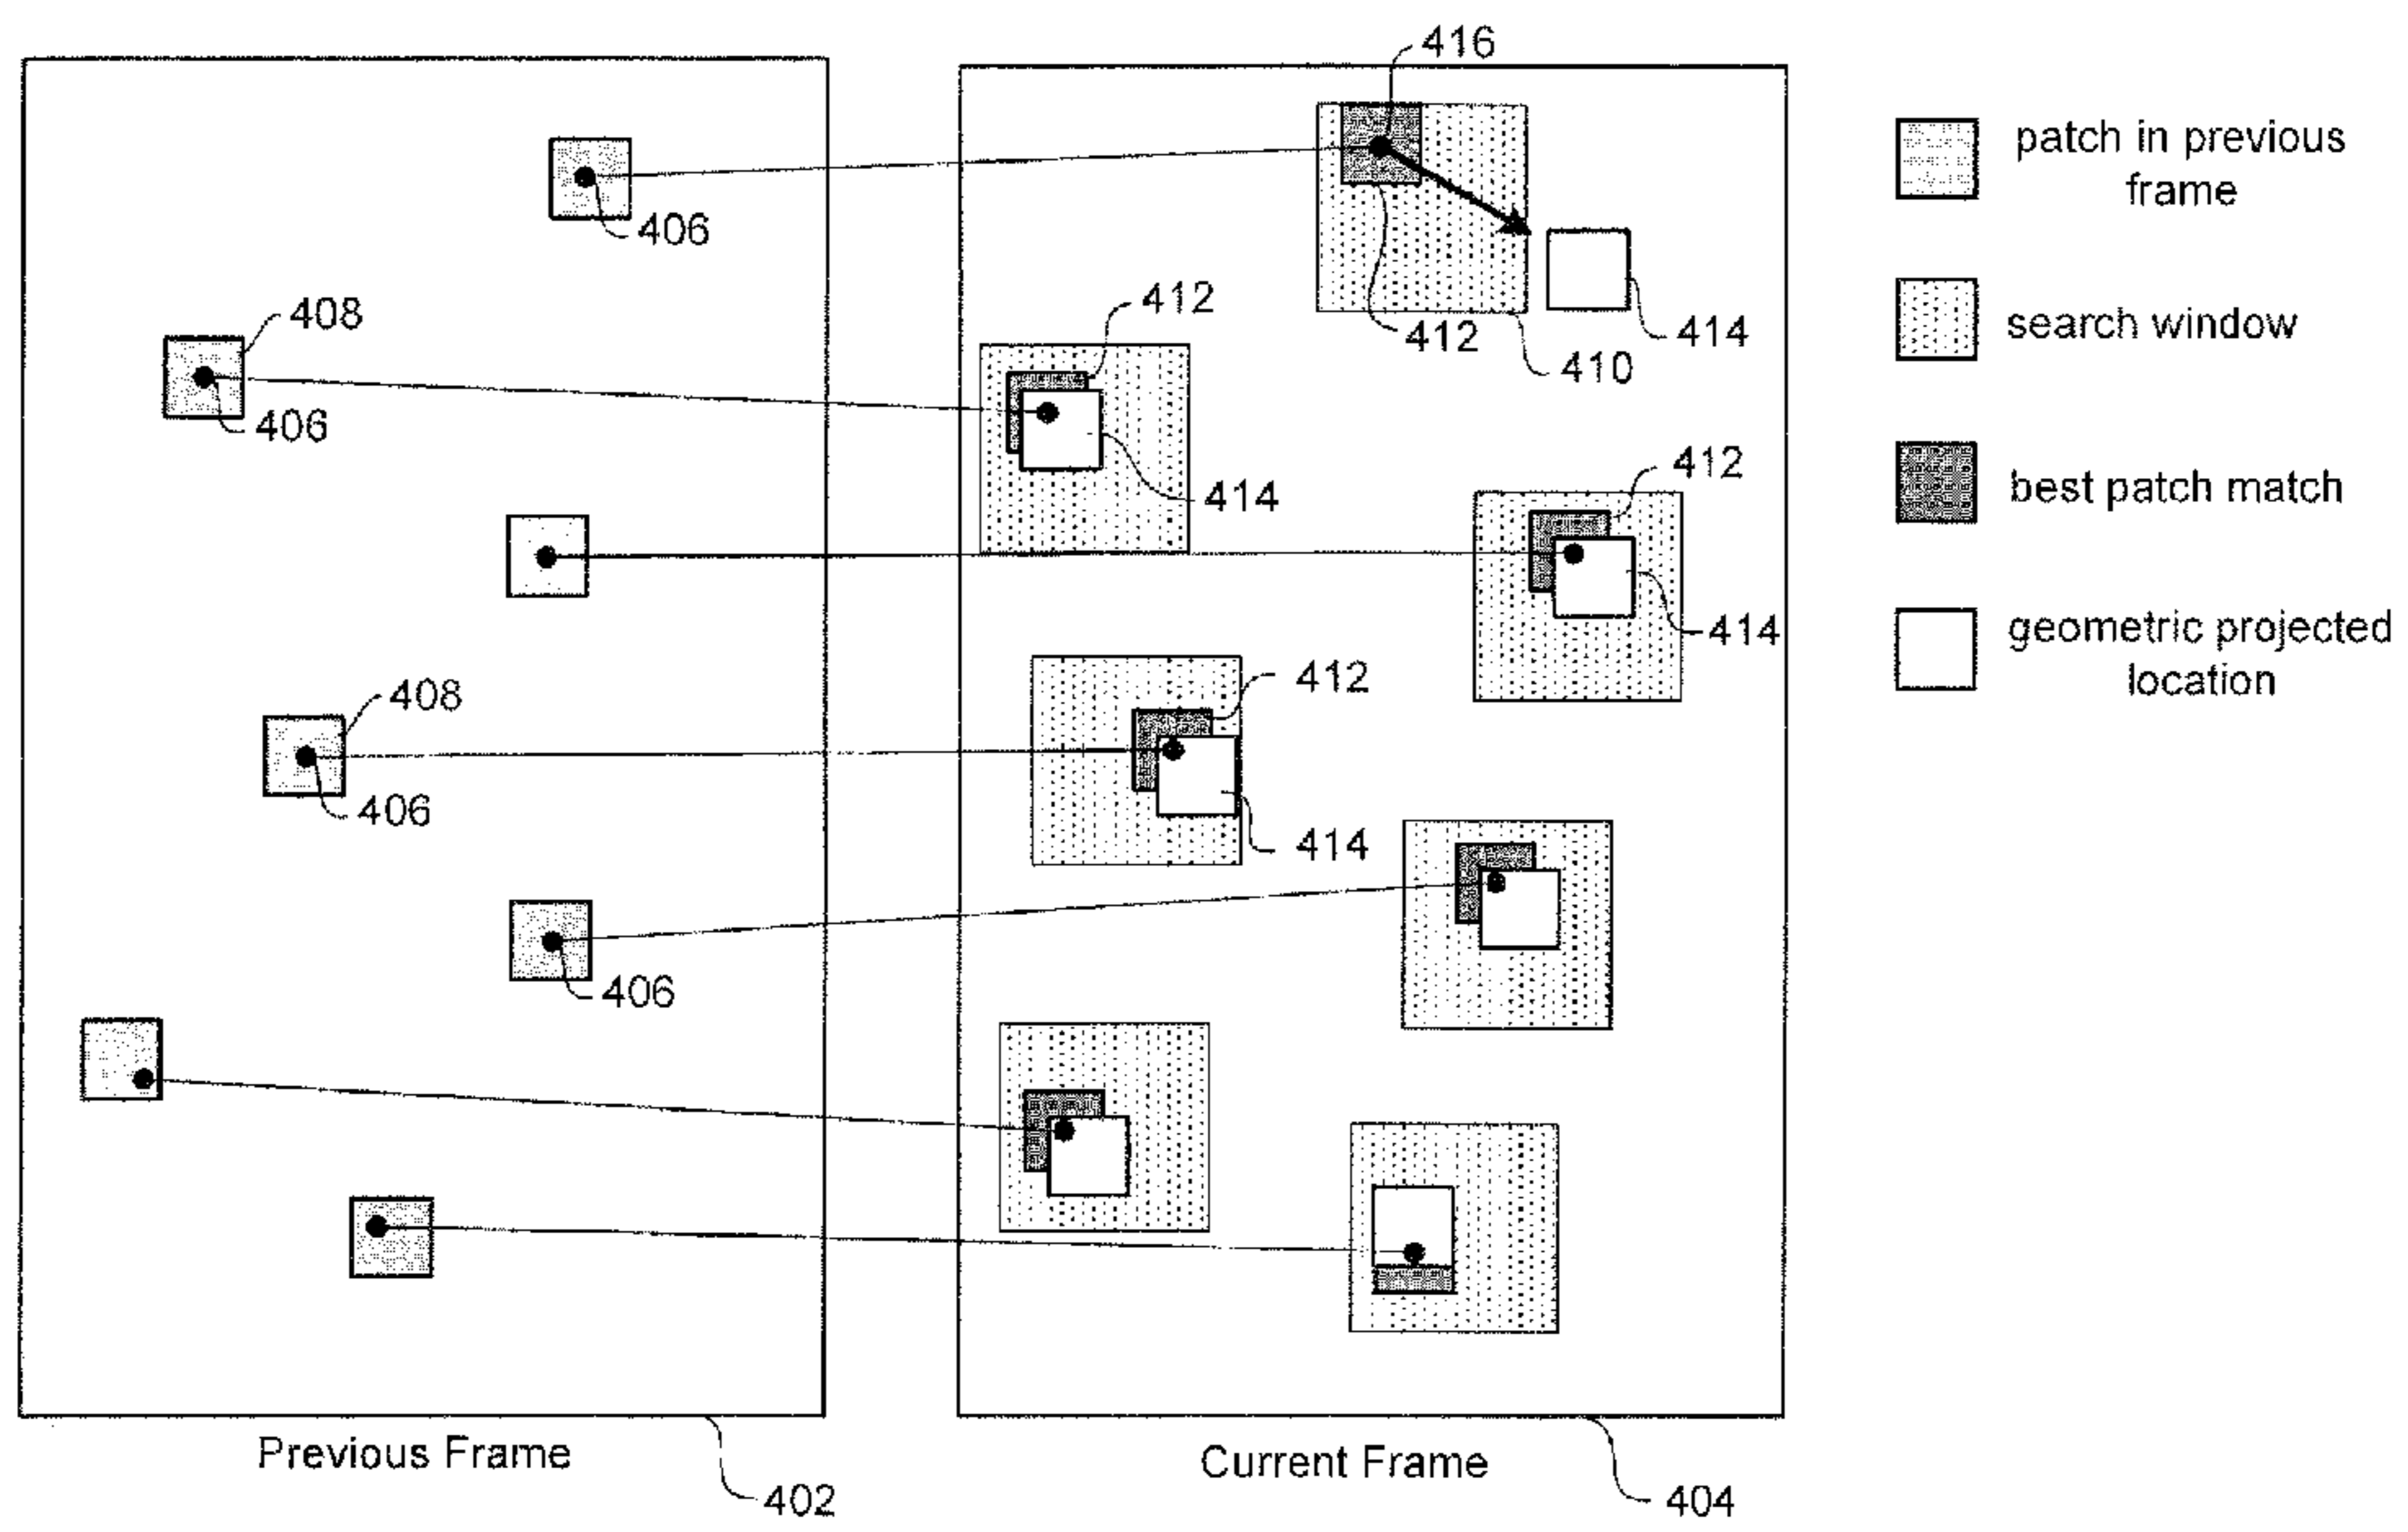 416
406
412
414
410
patch in previous
frame
search window
best patch match
geometric projected
location
408
406
412
414
412
414
408
406
412
414
406
Previous Frame
402
Current Frame
404